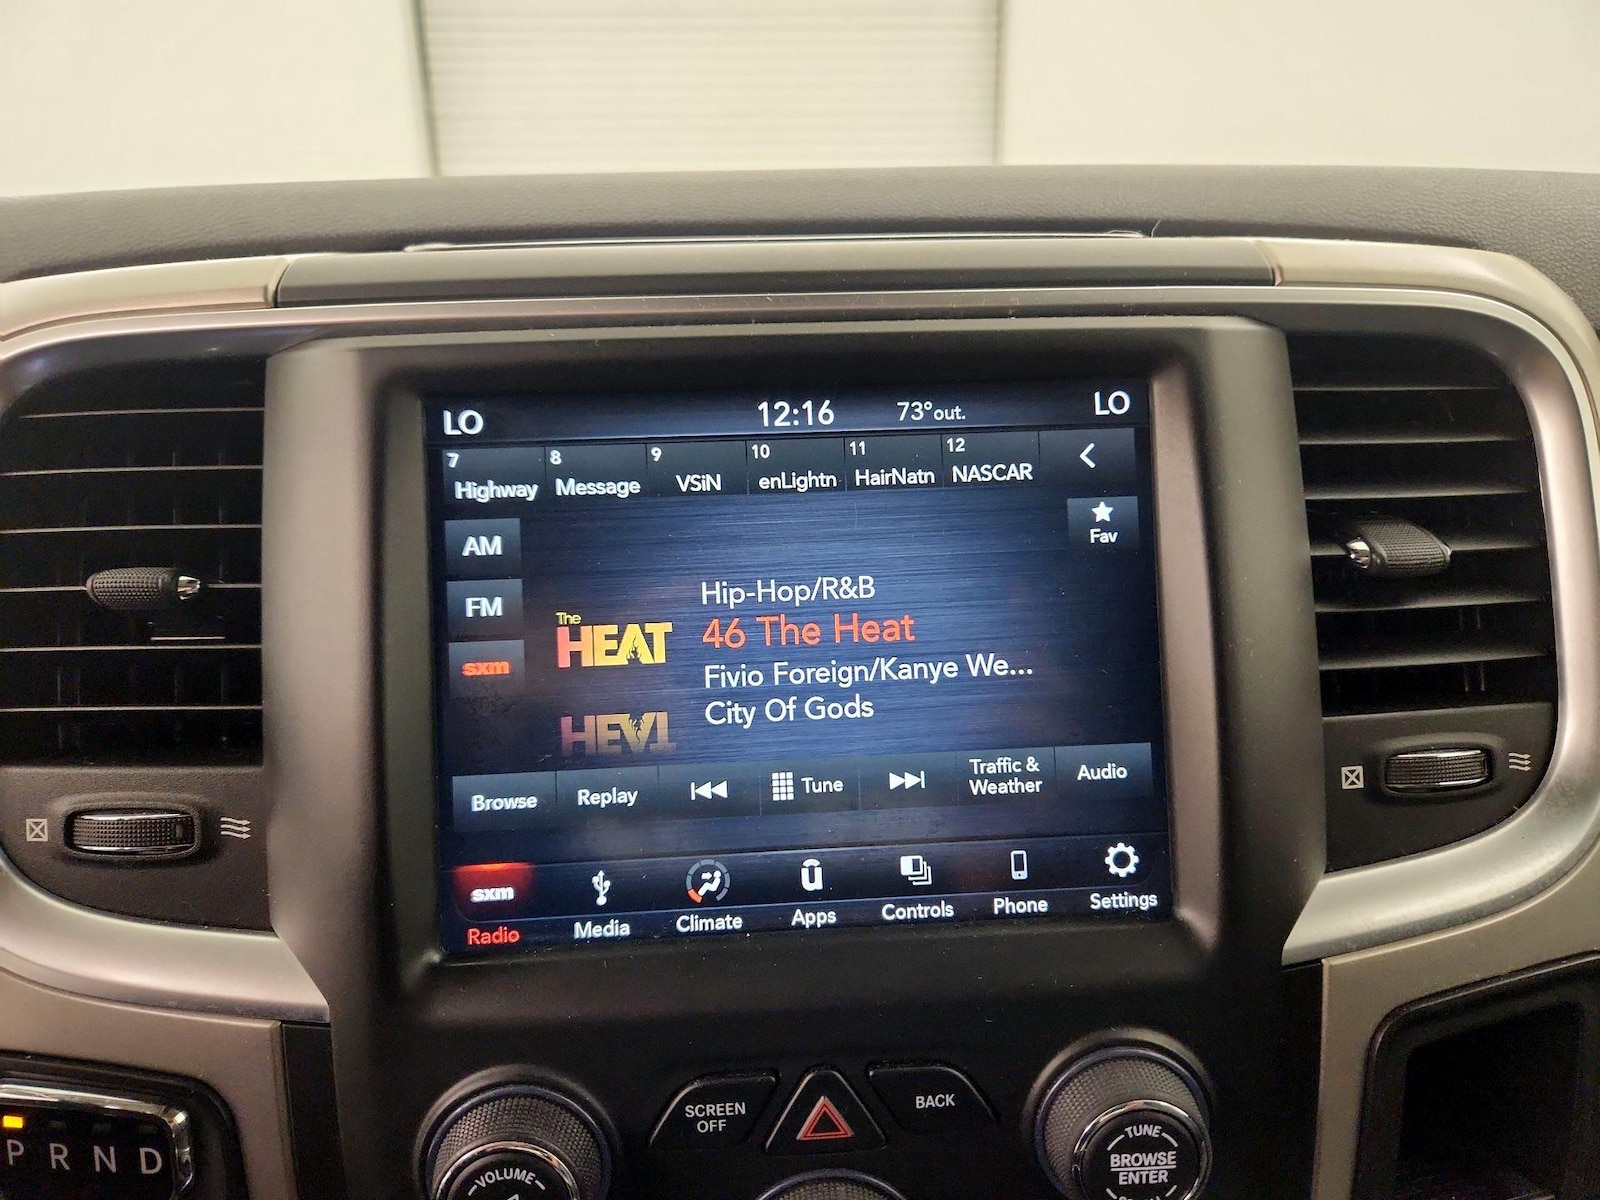 LO 12:16 73° out. LO
7 8 9 10 11 12
Highway Message VSiN enLightn HairNatn NASCAR
Fav
AM
FM
sxm
The
HEAT
Hip-Hop/R&B
46 The Heat
Fivio Foreign/Kanye We...
City Of Gods
HEAT
Browse Replay Tune Traffic &
Weather Audio
sxm
Radio Media Climate Apps Controls Phone Settings
SCREEN
OFF
BACK
P R N D
VOLUME
TUNE
BROWSE
ENTER